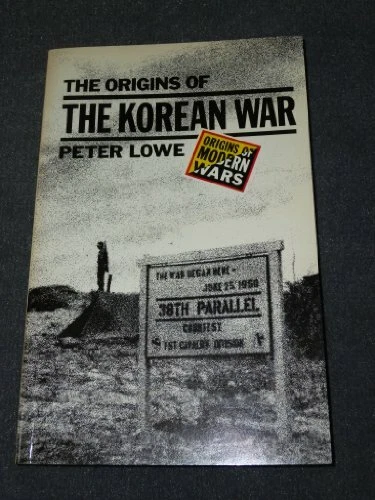 THE ORIGINS OF
THE KOREAN WAR
PETER LOWE
ORIGINS OF
MODERN
WARS
THE WAR BEGAN HERE -
JUNE 25, 1950
38TH PARALLEL
COURTESY
1ST CAVALRY DIVISION